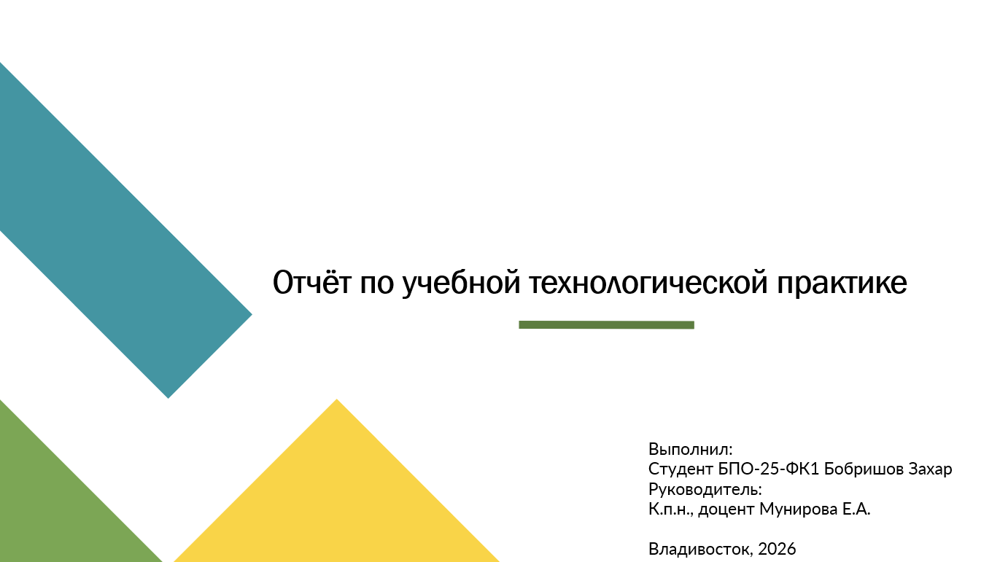 Отчёт по учебной технологической практике
Выполнил:
Студент БПО-25-ФК1 Бобришов Захар
Руководитель:
К.п.н., доцент Мунирова Е.А.
Владивосток, 2026